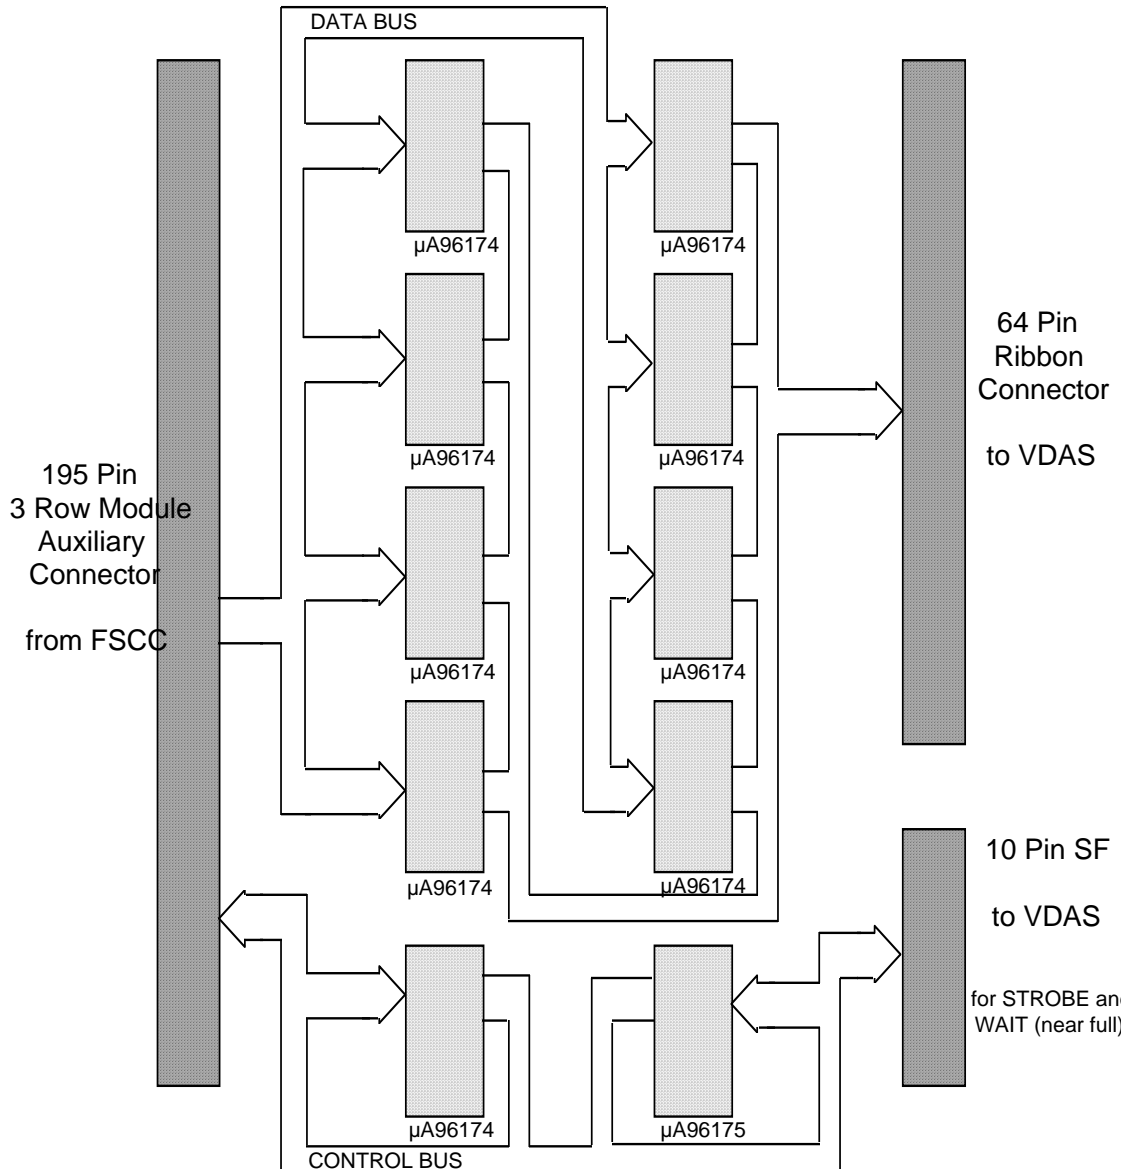 DATA BUS
µA96174
µA96174
µA96174
µA96174
µA96174
µA96174
µA96174
µA96174
195 Pin
3 Row Module
Auxiliary
Connector
from FSCC
64 Pin
Ribbon
Connector
to VDAS
10 Pin SF
to VDAS
for STROBE and
WAIT (near full)
µA96174
µA96175
CONTROL BUS